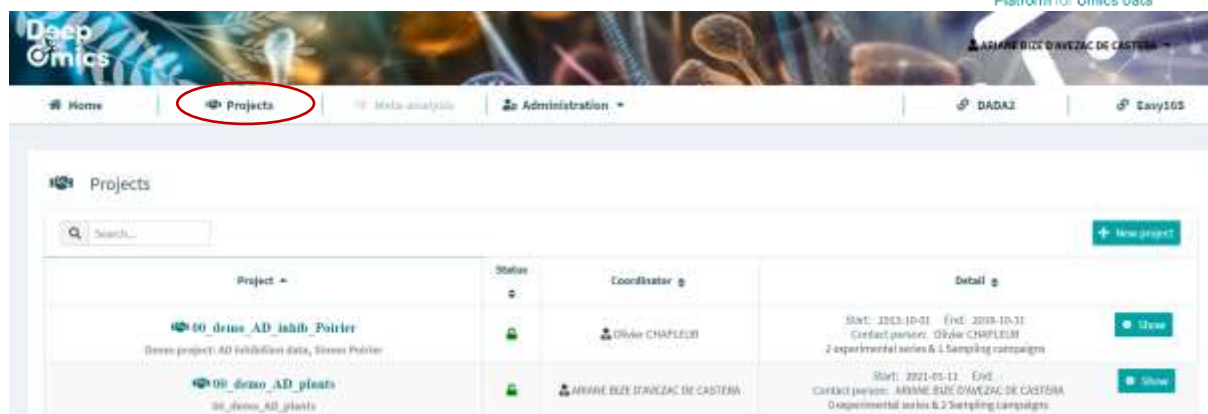 Platform for Omics Data
Deep
Omics
ARIANE BIZE D'AVEZAC DE CASTERA
Home
Projects
Meta-analysis
Administration
DADA2
Easy16S
Projects
Search...
New project
Project
Status
Coordinator
Detail
00_demo_AD_inhib_Poirier
Demo project: AD inhibition data, Simon Poirier
Olivier CHAPLEUR
Start: 2013-10-01 End:
Contact person: Olivier CHAPLEUR
2 experimental series & 1 Sampling campaigns
Show
00_demo_AD_plants
00_demo_AD_plants
ARIANE BIZE D'AVEZAC DE CASTERA
Start: 2021-05-11 End: -
Contact person: ARIANE BIZE D'AVEZAC DE CASTERA
0 experimental series & 2 Sampling campaigns
Show